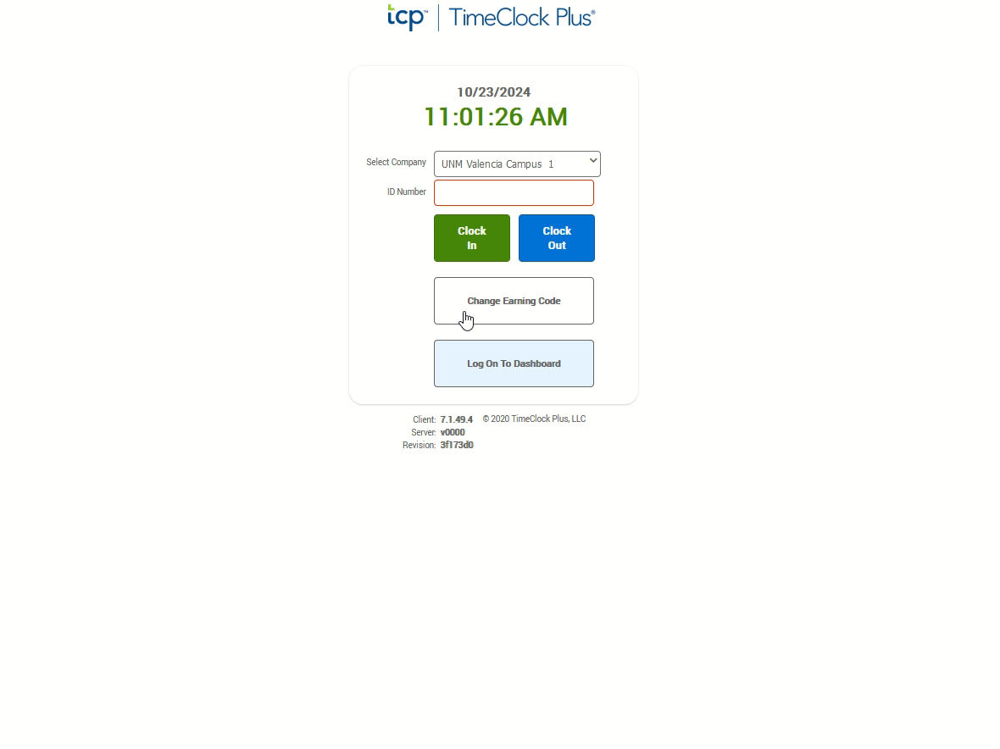 tcp™ | TimeClock Plus®
10/23/2024
11:01:26 AM
Select Company UNM Valencia Campus 1
ID Number
Clock In
Clock Out
Change Earning Code
Log On To Dashboard
Client: 7.1.49.4 © 2020 TimeClock Plus, LLC
Server: v0000
Revision: 3f173d0